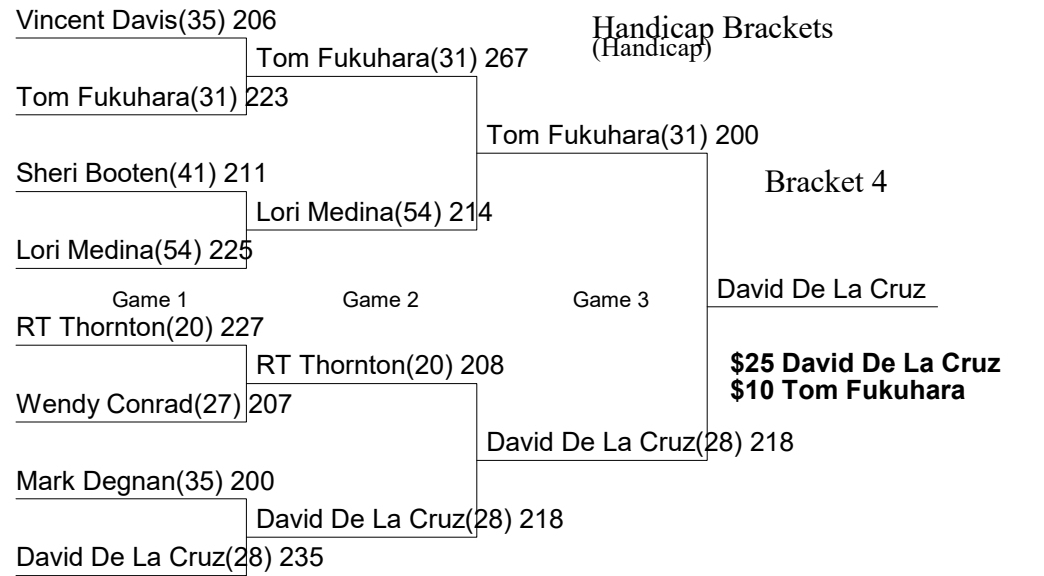 Vincent Davis(35) 206
Handicap Brackets
(Handicap)
Tom Fukuhara(31) 267
Tom Fukuhara(31) 223
Tom Fukuhara(31) 200
Sheri Booten(41) 211
Bracket 4
Lori Medina(54) 214
Lori Medina(54) 225
Game 1
Game 2
Game 3
David De La Cruz
RT Thornton(20) 227
RT Thornton(20) 208
$25 David De La Cruz
$10 Tom Fukuhara
Wendy Conrad(27) 207
David De La Cruz(28) 218
Mark Degnan(35) 200
David De La Cruz(28) 218
David De La Cruz(28) 235